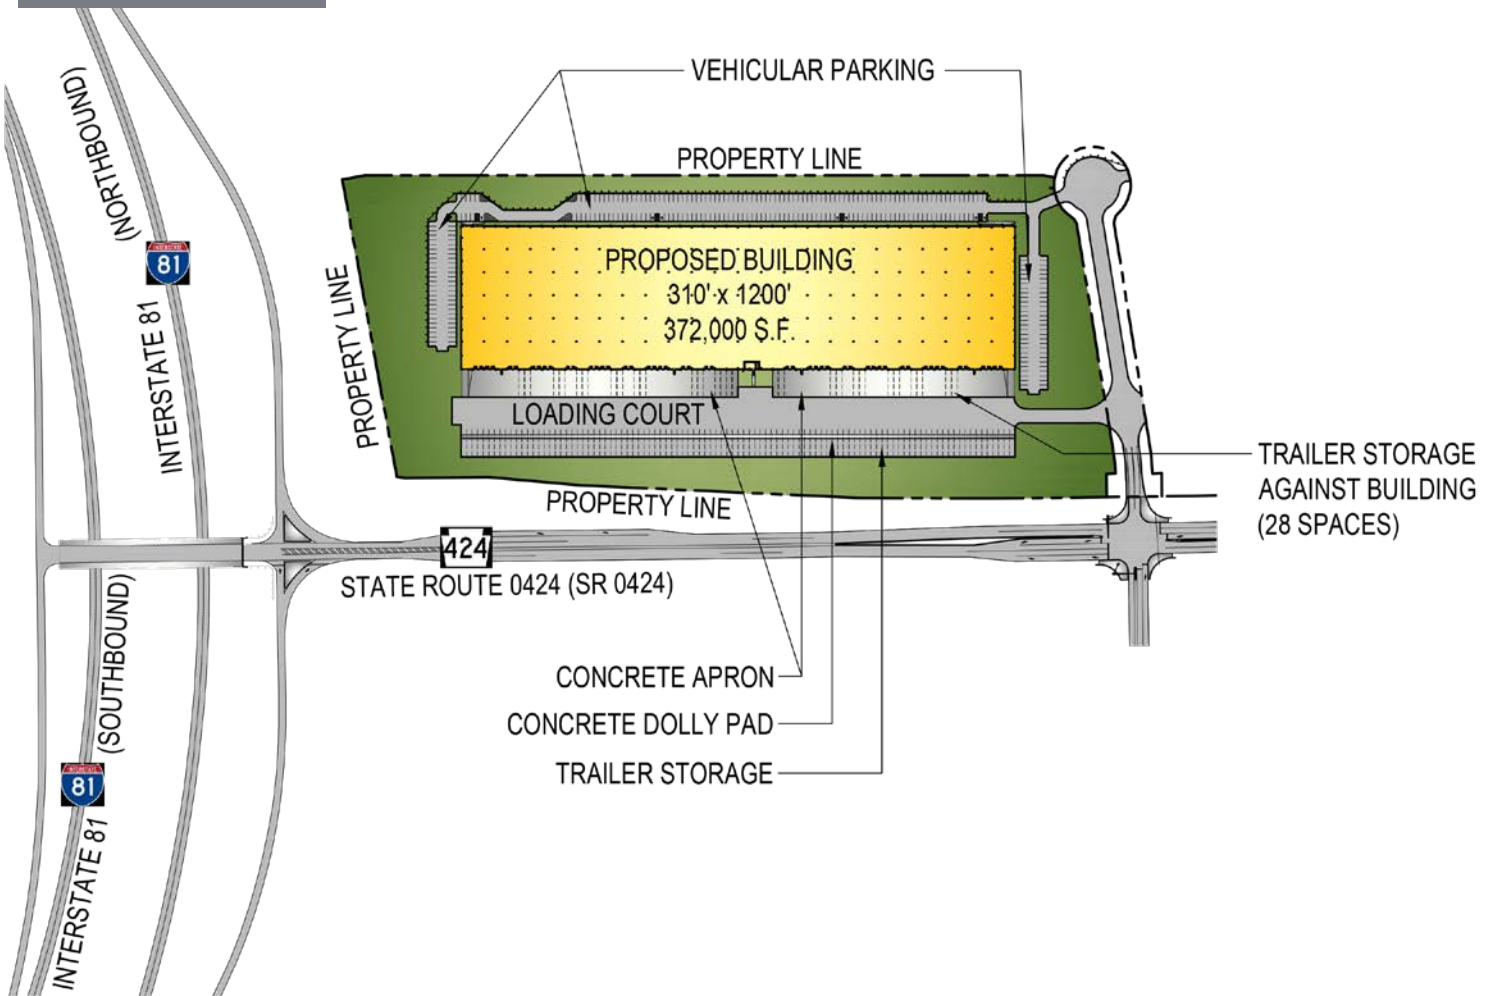 VEHICULAR PARKING
PROPERTY LINE
(NORTHBOUND)
INTERSTATE
81
INTERSTATE 81
PROPERTY LINE
PROPOSED BUILDING
310' x 1200'
372,000 S.F.
LOADING COURT
TRAILER STORAGE
AGAINST BUILDING
(28 SPACES)
PROPERTY LINE
424
STATE ROUTE 0424 (SR 0424)
(SOUTHBOUND)
CONCRETE APRON
CONCRETE DOLLY PAD
TRAILER STORAGE
INTERSTATE
81
INTERSTATE 81